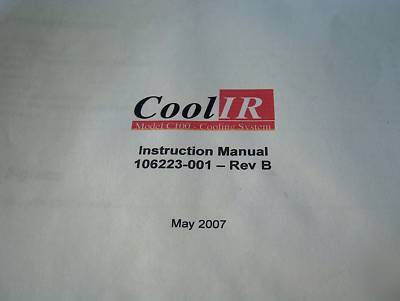 CoolIR
Model C100 - Cooling System
Instruction Manual
106223-001 – Rev B
May 2007